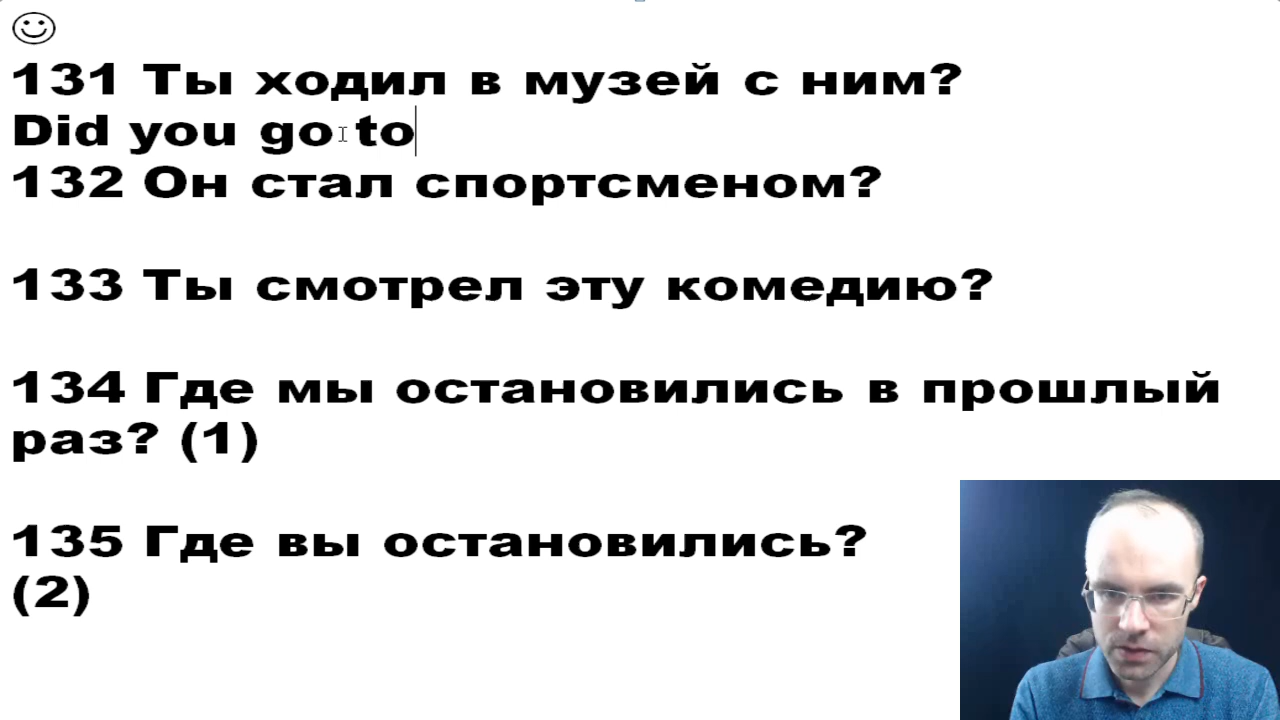 131 Ты ходил в музей с ним?
Did you go to
132 Он стал спортсменом?
133 Ты смотрел эту комедию?
134 Где мы остановились в прошлый
раз? (1)
135 Где вы остановились?
(2)